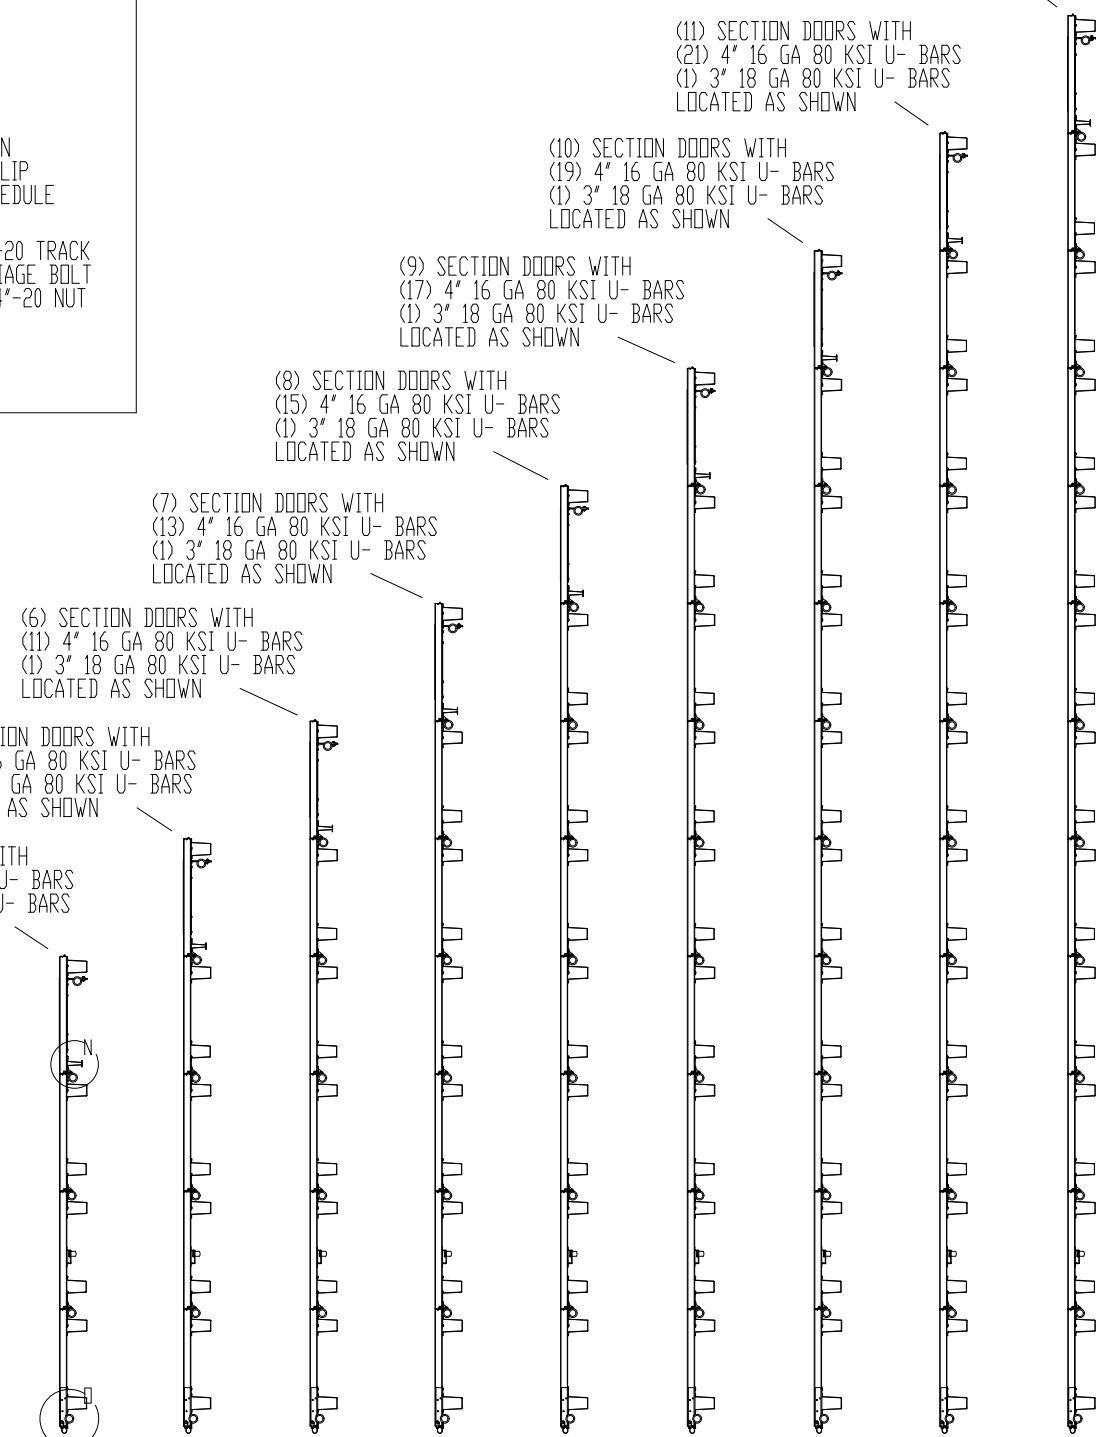 (11) SECTION DOORS WITH
(21) 4" 16 GA 80 KSI U- BARS
(1) 3" 18 GA 80 KSI U- BARS
LOCATED AS SHOWN
(10) SECTION DOORS WITH
(19) 4" 16 GA 80 KSI U- BARS
(1) 3" 18 GA 80 KSI U- BARS
LOCATED AS SHOWN
N
LIP
EDULE
-20 TRACK
IAGE BOLT
"-20 NUT
(9) SECTION DOORS WITH
(17) 4" 16 GA 80 KSI U- BARS
(1) 3" 18 GA 80 KSI U- BARS
LOCATED AS SHOWN
(8) SECTION DOORS WITH
(15) 4" 16 GA 80 KSI U- BARS
(1) 3" 18 GA 80 KSI U- BARS
LOCATED AS SHOWN
(7) SECTION DOORS WITH
(13) 4" 16 GA 80 KSI U- BARS
(1) 3" 18 GA 80 KSI U- BARS
LOCATED AS SHOWN
(6) SECTION DOORS WITH
(11) 4" 16 GA 80 KSI U- BARS
(1) 3" 18 GA 80 KSI U- BARS
LOCATED AS SHOWN
ION DOORS WITH
GA 80 KSI U- BARS
GA 80 KSI U- BARS
AS SHOWN
ITH
U- BARS
U- BARS
N
O